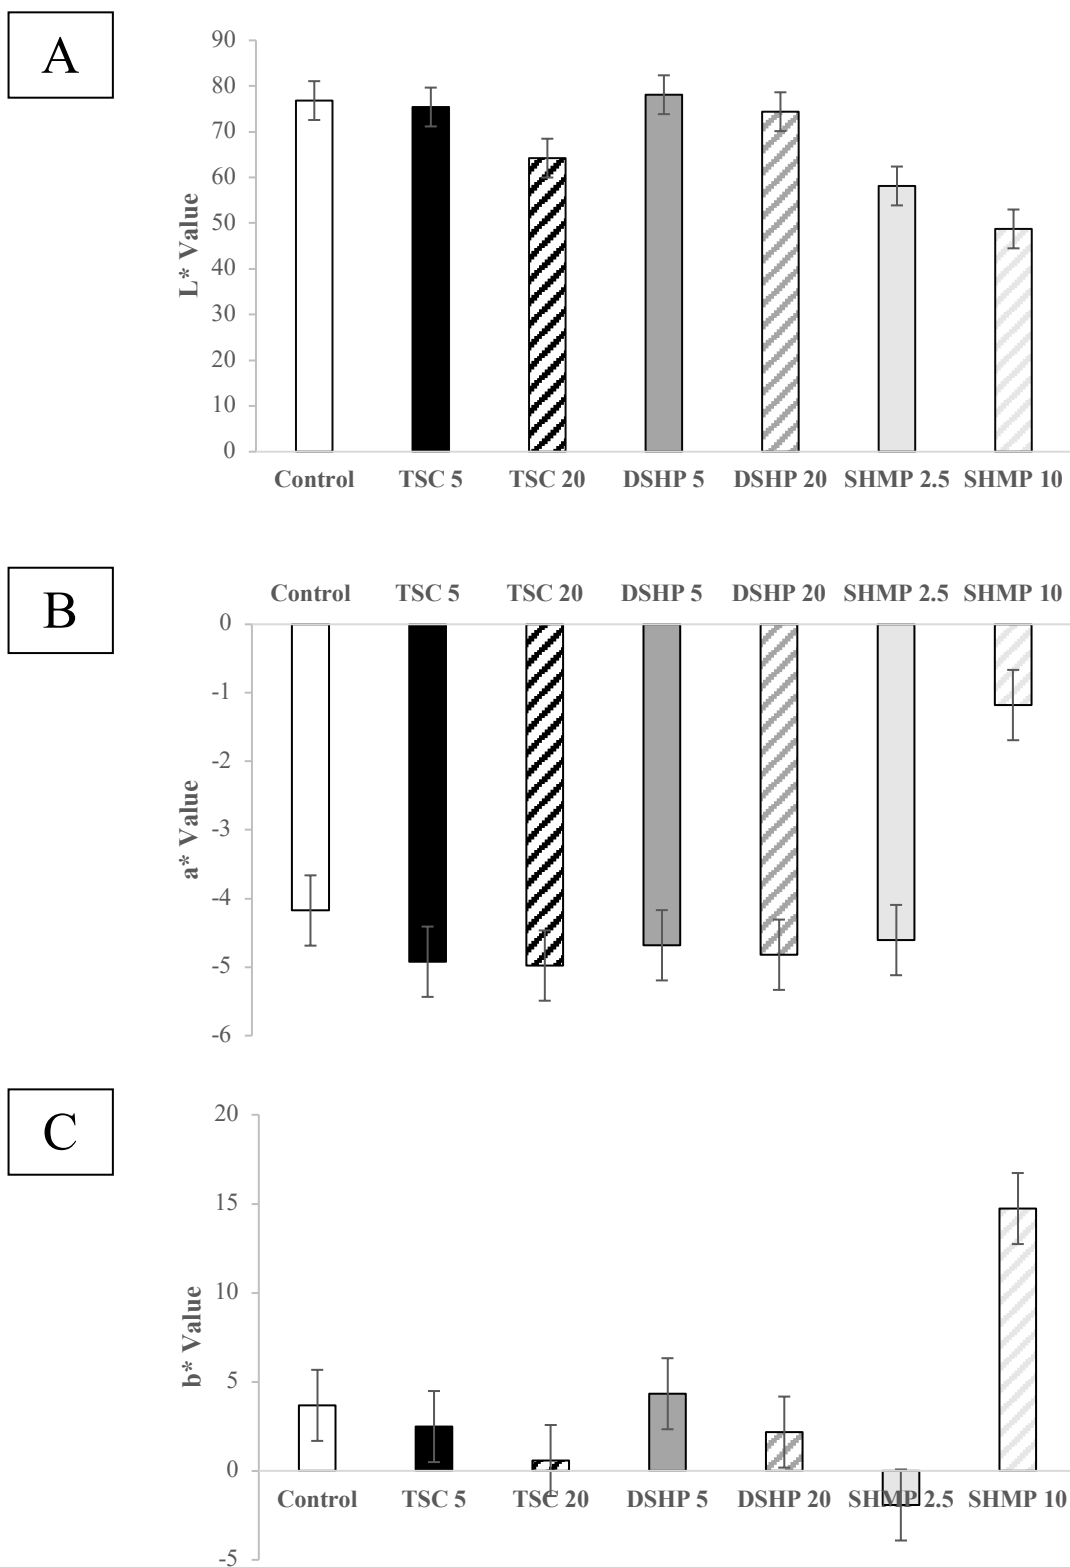 A
90
80
70
60
50
40
30
20
10
0
L* Value
Control TSC 5 TSC 20 DSHP 5 DSHP 20 SHMP 2.5 SHMP 10
B
Control TSC 5 TSC 20 DSHP 5 DSHP 20 SHMP 2.5 SHMP 10
0
-1
-2
-3
-4
-5
-6
a* Value
C
20
15
10
5
0
-5
b* Value
Control TSC 5 TSC 20 DSHP 5 DSHP 20 SHMP 2.5 SHMP 10